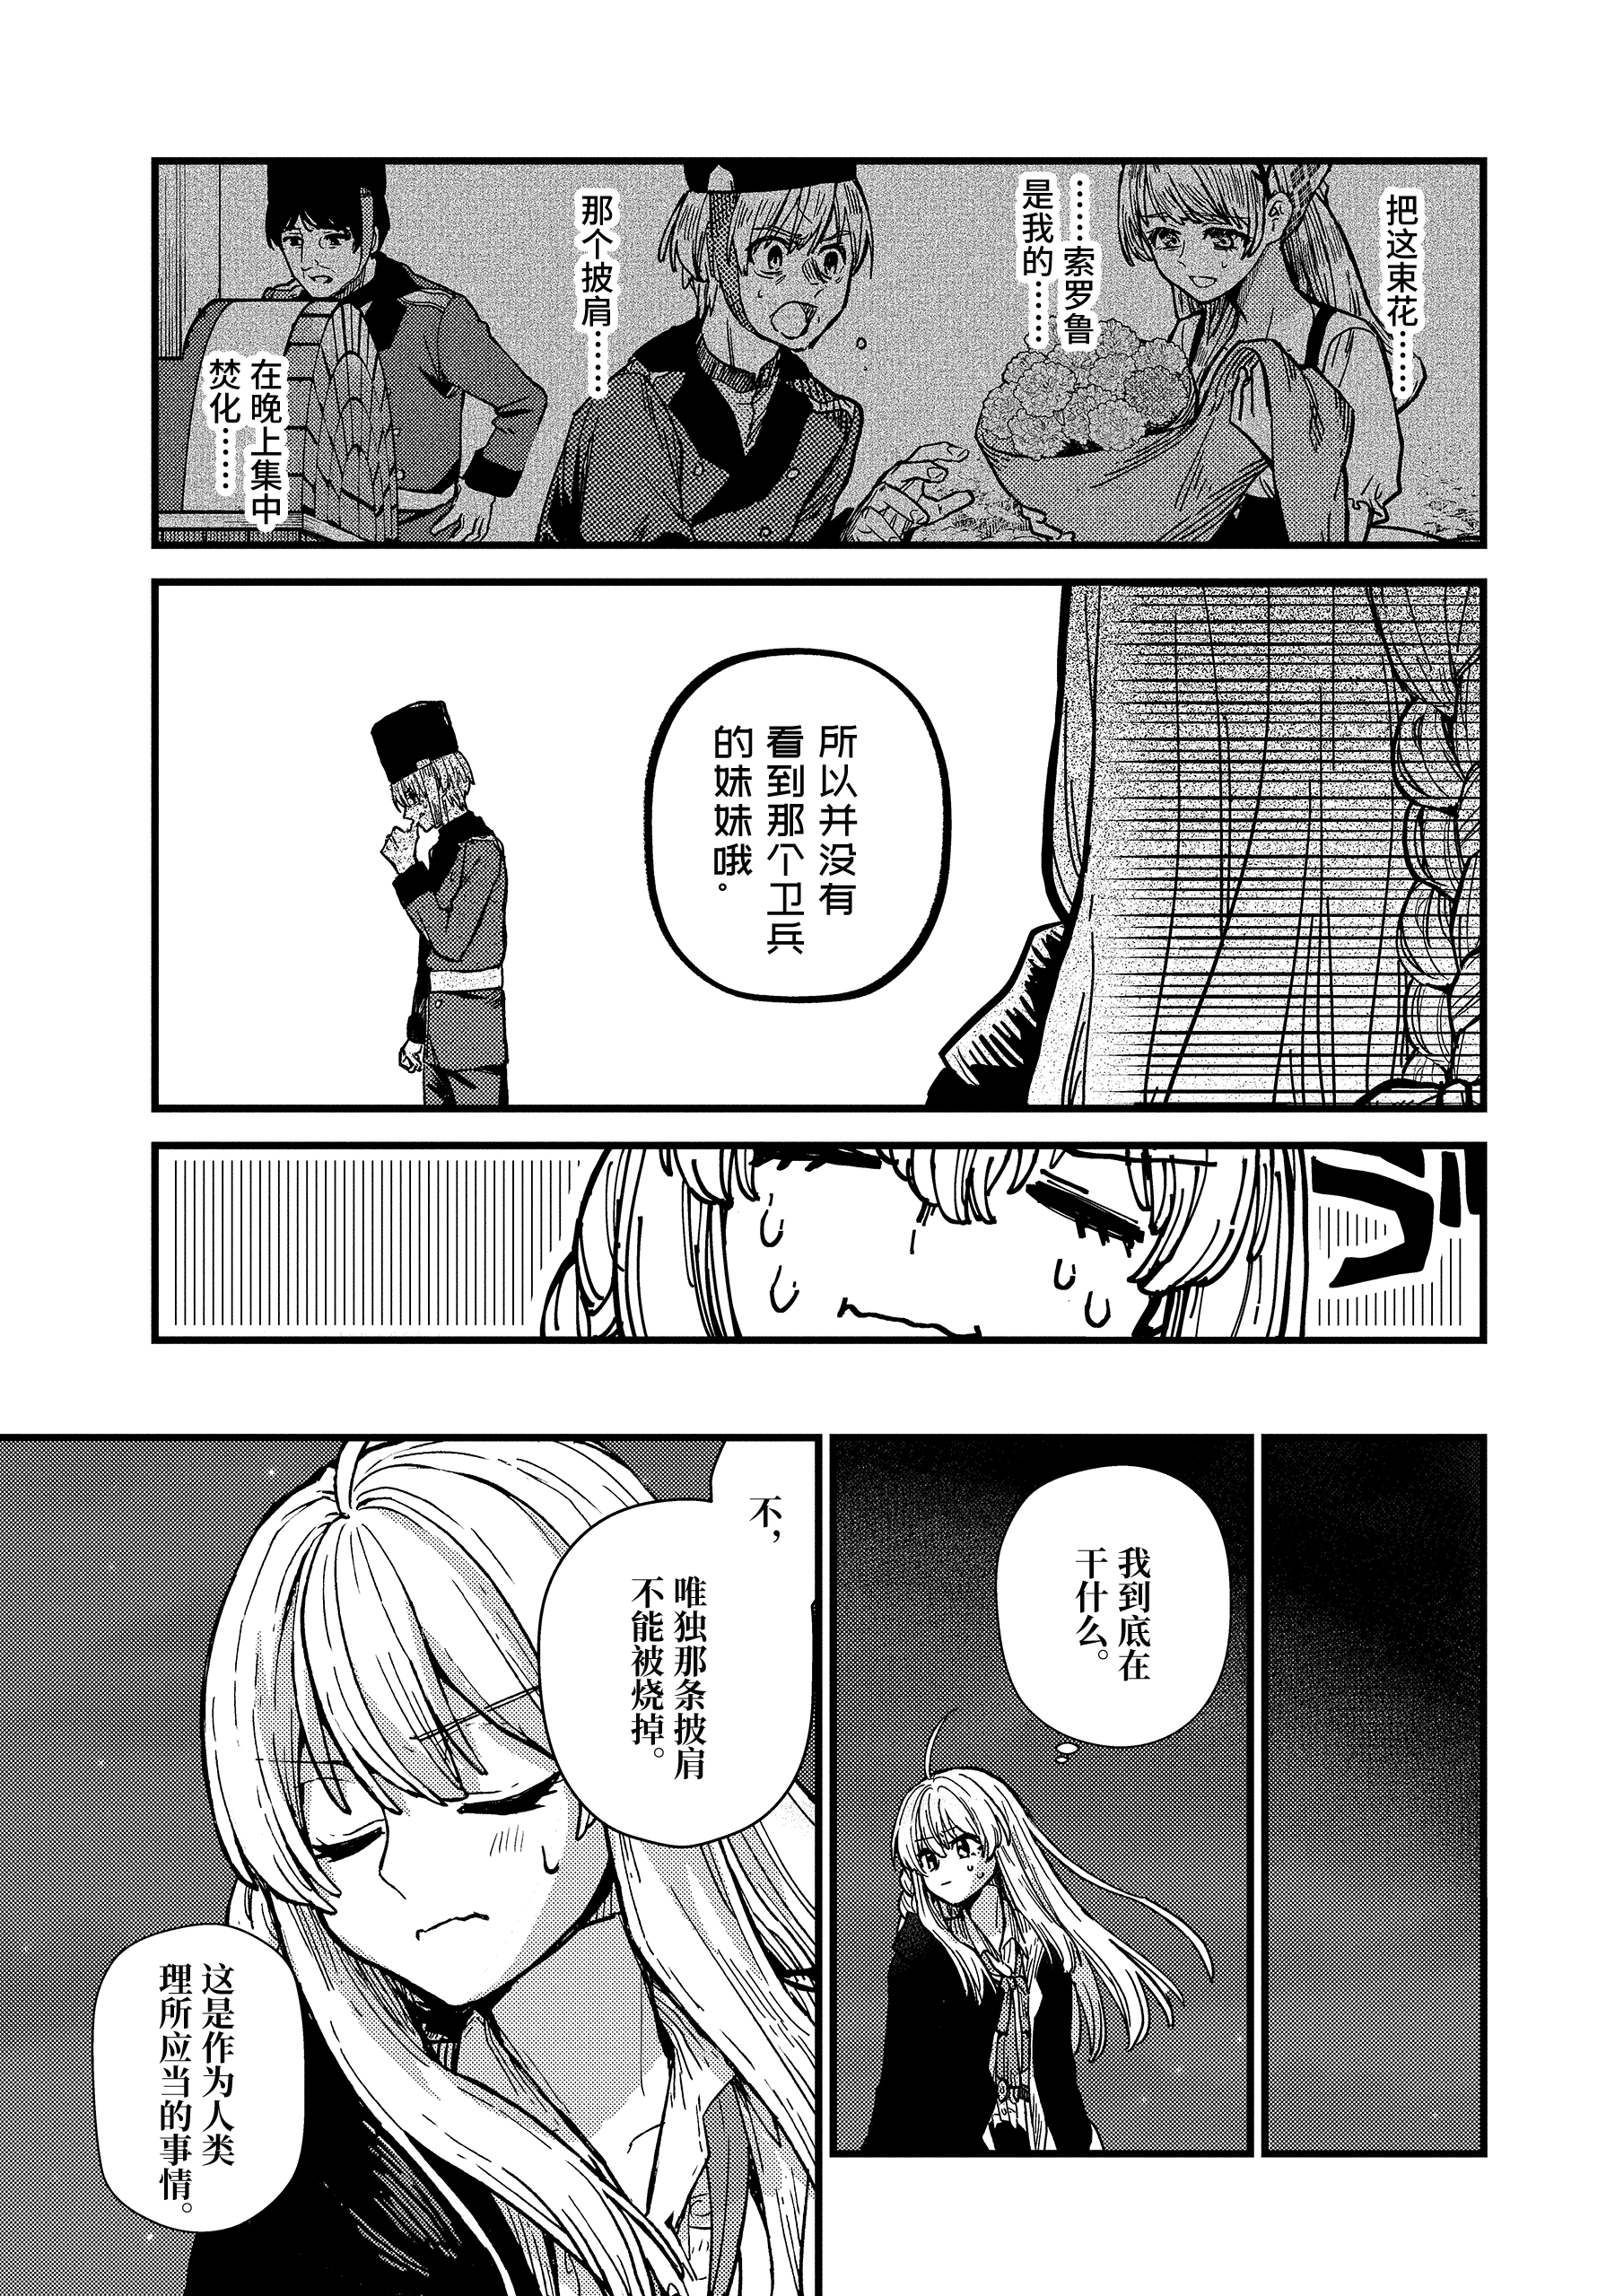 把这束花……
……索罗鲁
是我的……
那个披肩……
在晚上集中
焚化……
所以并没有
看到那个卫兵
的妹妹哦。
我到底在
干什么。
不，
唯独那条披肩
不能被烧掉。
这是作为人类
理所应当的事情。